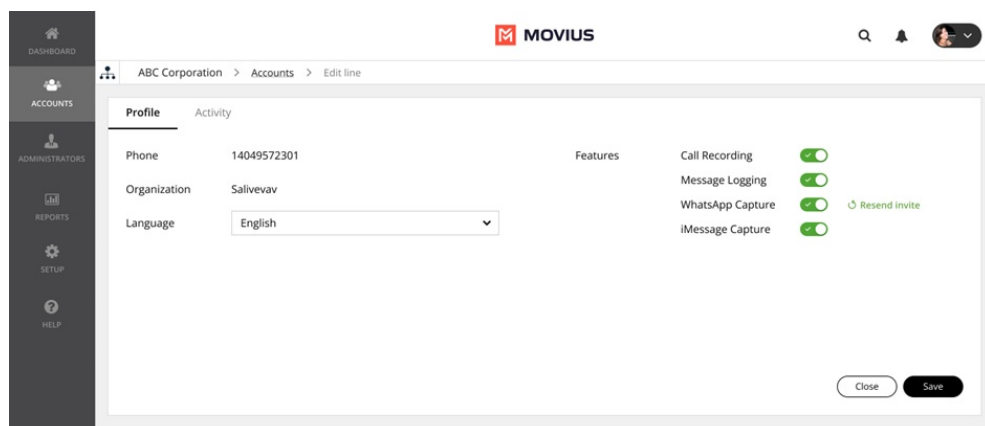 MOVIUS
DASHBOARD
ACCOUNTS
ADMINISTRATORS
REPORTS
SETUP
HELP
ABC Corporation > Accounts > Edit line
Profile Activity
Phone 14049572301
Organization Salivevav
Language English
Features Call Recording
Message Logging
WhatsApp Capture Resend invite
iMessage Capture
Close Save